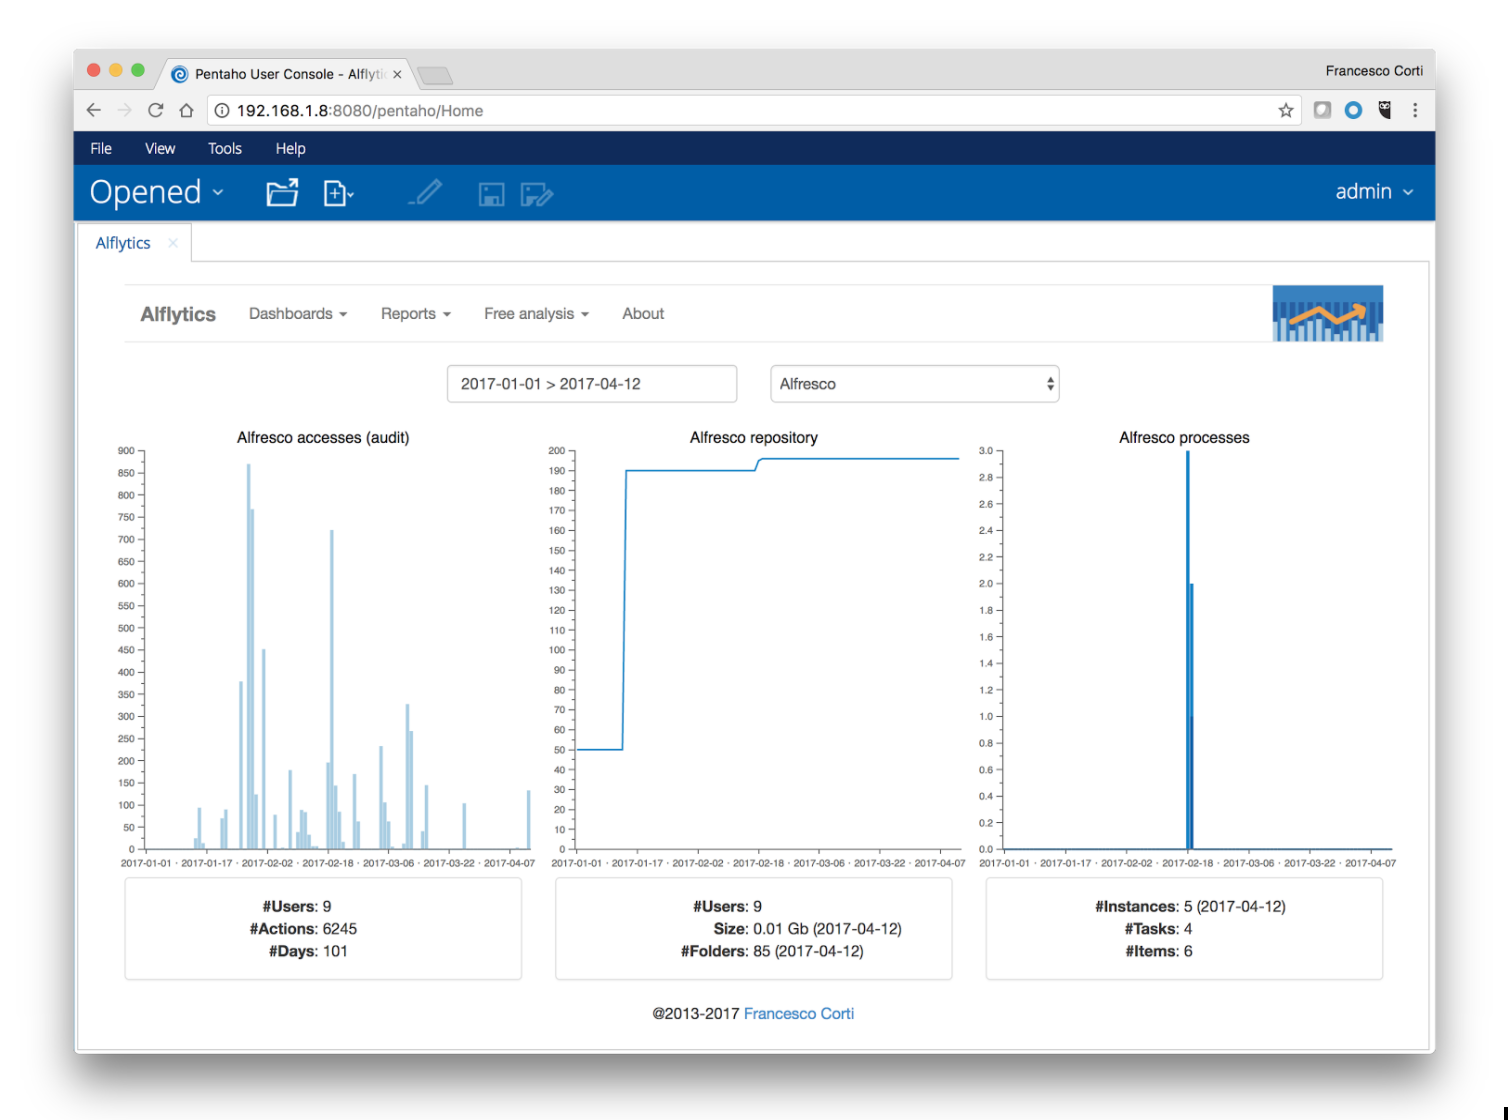 Pentaho User Console - Alflytic ×
Francesco Corti
192.168.1.8:8080/pentaho/Home
File View Tools Help
Opened
admin
Alflytics ×
Alflytics Dashboards Reports Free analysis About
2017-01-01 > 2017-04-12
Alfresco
Alfresco accesses (audit)
900
850
800
750
700
650
600
550
500
450
400
350
300
250
200
150
100
50
0
2017-01-01 · 2017-01-17 · 2017-02-02 · 2017-02-18 · 2017-03-06 · 2017-03-22 · 2017-04-07
Alfresco repository
200
190
180
170
160
150
140
130
120
110
100
90
80
70
60
50
40
30
20
10
0
2017-01-01 · 2017-01-17 · 2017-02-02 · 2017-02-18 · 2017-03-06 · 2017-03-22 · 2017-04-07
Alfresco processes
3.0
2.8
2.6
2.4
2.2
2.0
1.8
1.6
1.4
1.2
1.0
0.8
0.6
0.4
0.2
0.0
2017-01-01 · 2017-01-17 · 2017-02-02 · 2017-02-18 · 2017-03-06 · 2017-03-22 · 2017-04-07
#Users: 9
#Actions: 6245
#Days: 101
#Users: 9
Size: 0.01 Gb (2017-04-12)
#Folders: 85 (2017-04-12)
#Instances: 5 (2017-04-12)
#Tasks: 4
#Items: 6
@2013-2017 Francesco Corti